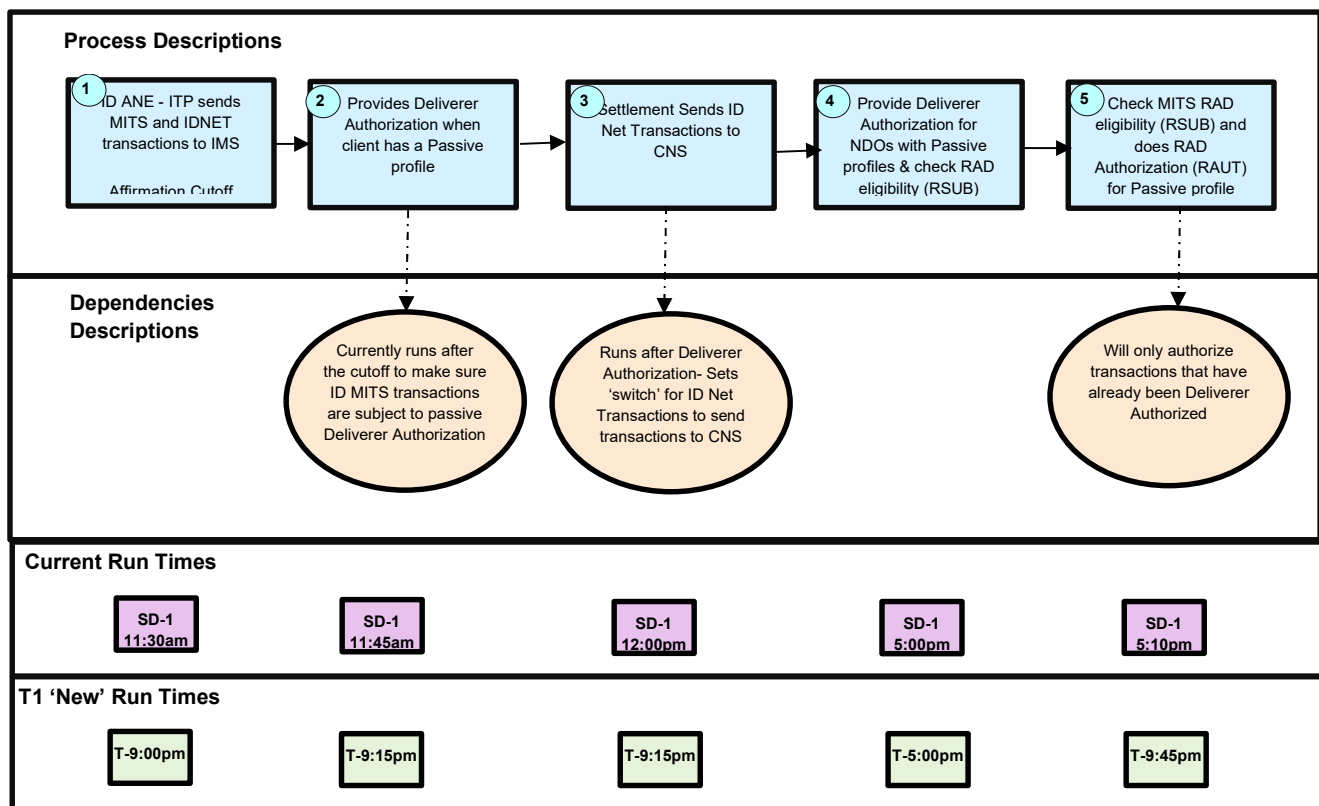 Process Descriptions
1
ID ANE - ITP sends
MITS and IDNET
transactions to IMS
Affirmation Cutoff
2
Provides Deliverer
Authorization when
client has a Passive
profile
3
Settlement Sends ID
Net Transactions to
CNS
4
Provide Deliverer
Authorization for
NDOs with Passive
profiles & check RAD
eligibility (RSUB)
5
Check MITS RAD
eligibility (RSUB) and
does RAD
Authorization (RAUT)
for Passive profile
Dependencies
Descriptions
Currently runs after
the cutoff to make sure
ID MITS transactions
are subject to passive
Deliverer Authorization
Runs after Deliverer
Authorization- Sets
‘switch’ for ID Net
Transactions to send
transactions to CNS
Will only authorize
transactions that have
already been Deliverer
Authorized
Current Run Times
SD-1
11:30am
SD-1
11:45am
SD-1
12:00pm
SD-1
5:00pm
SD-1
5:10pm
T1 ‘New’ Run Times
T-9:00pm
T-9:15pm
T-9:15pm
T-5:00pm
T-9:45pm